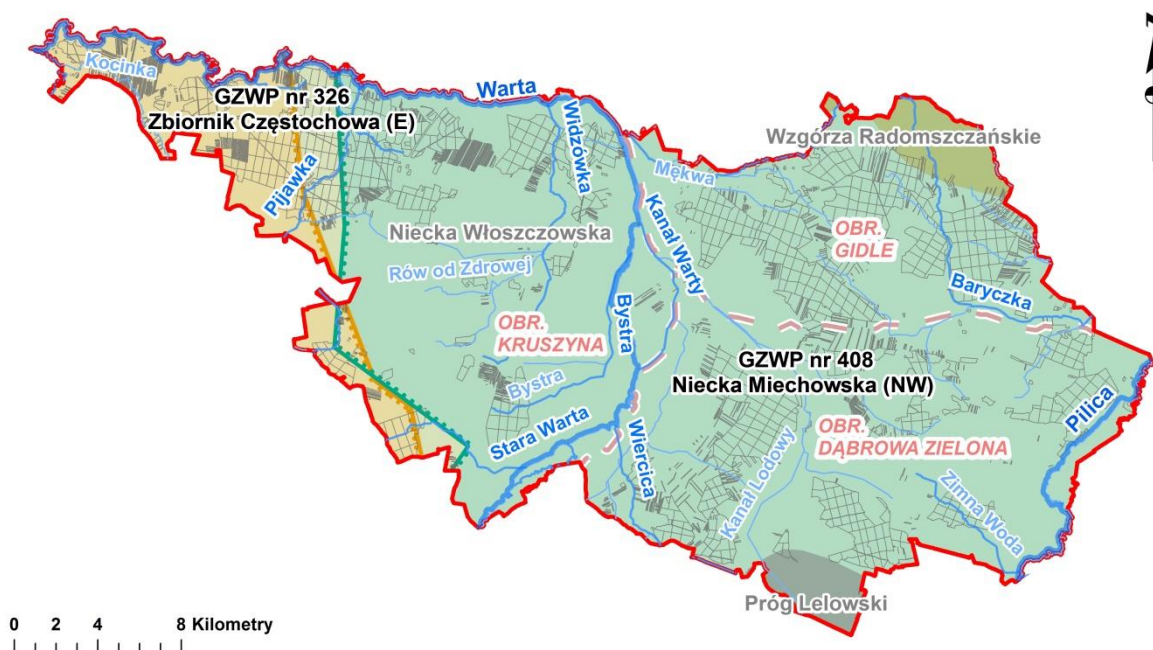 Kocinka
GZWP nr 326
Zbiornik Częstochowa (E)
Warta
Widzówka
Wzgórza Radomszczańskie
Mękwa
Pijawka
Niecka Włoszczowska
Kanał Warty
OBR.
GIDLE
Rów od Zdrowej
Baryczka
Bystra
OBR.
KRUSZYNA
GZWP nr 408
Niecka Miechowska (NW)
Bystra
Pilica
Stara Warta
Wiercica
OBR.
DĄBROWA ZIELONA
Kanał Lodowy
Zimna Woda
Próg Lelowski
0 2 4 8 Kilometry